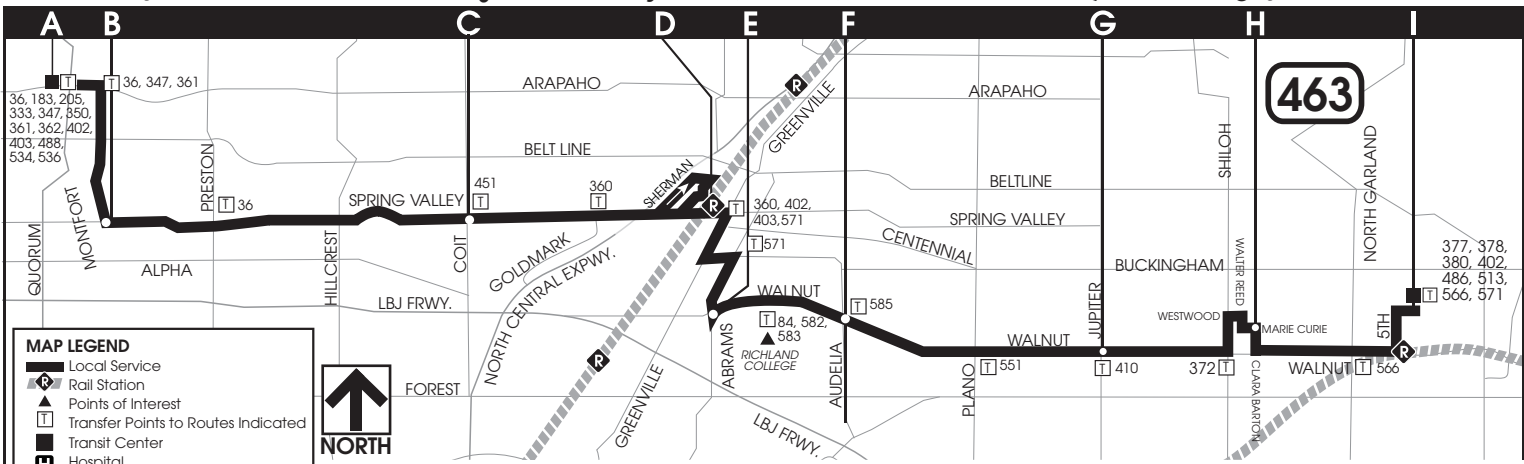 A B C D E F G H I
36, 347, 361
36, 183, 205,
333, 347, 350,
361, 362, 402,
403, 488,
534, 536
ARAPAHO
ARAPAHO
R
GREENVILLE
463
BELT LINE
SHILOH
NORTH GARLAND
PRESTON
T 36
SPRING VALLEY
451
T
360
T
SHERMAN
R
T 360, 402,
403,571
BELTLINE
SPRING VALLEY
CENTENNIAL
QUORUM
MONTFORT
ALPHA
HILLCREST
COIT
GOLDMARK
NORTH CENTRAL EXPWY.
LBJ FRWY.
T 571
WALNUT
T 585
BUCKINGHAM
WALTER REED
377, 378,
380, 402,
486, 513,
T 566, 571
T 84, 582,
583
RICHLAND
COLLEGE
ABRAMS
AUDELIA
JUPITER
WESTWOOD
MARIE CURIE
5TH
WALNUT
R
PLANO
T 551
T 410
372 T
CLARA BARTON
WALNUT T 566
R
FOREST
GREENVILLE
LBJ FRWY.
MAP LEGEND
Local Service
R Rail Station
Points of Interest
T Transfer Points to Routes Indicated
Transit Center
H Hospital
NORTH